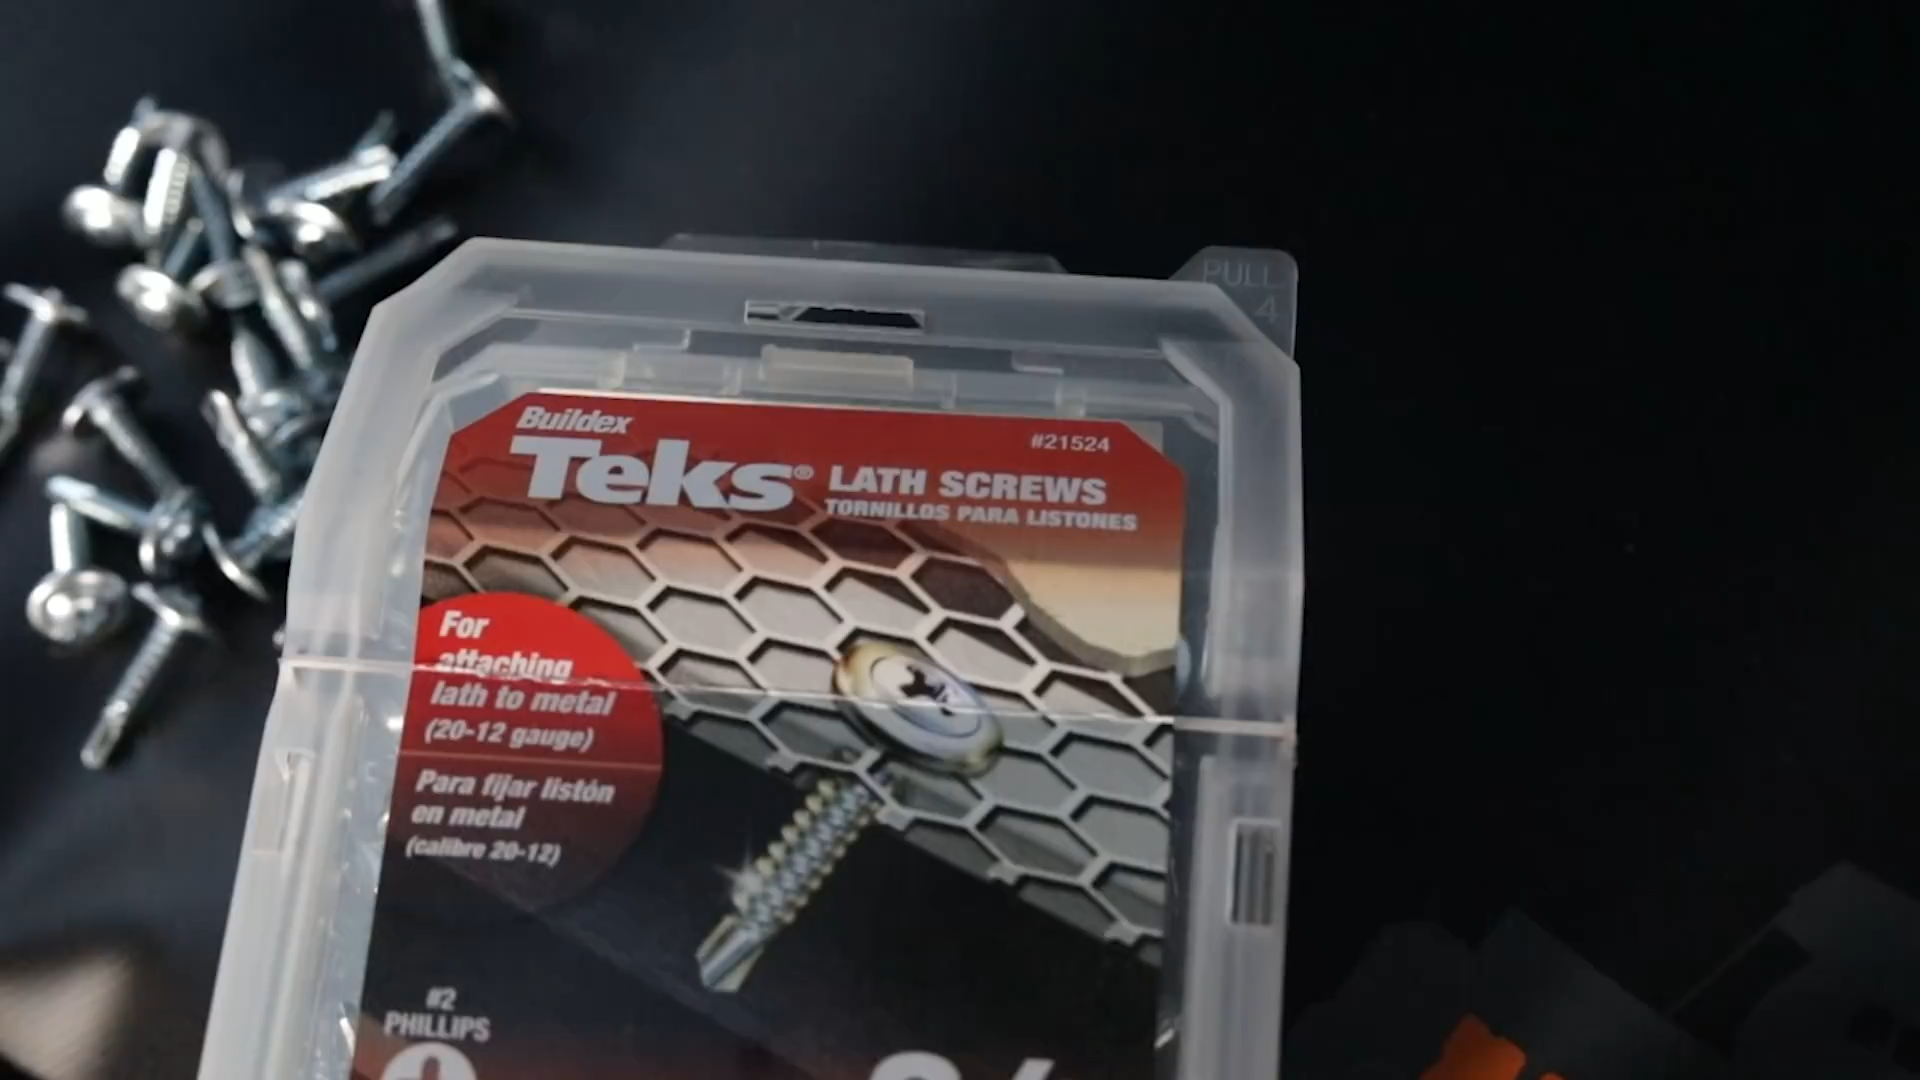 PULL
4
Buildex
Teks® LATH SCREWS
#21524
TORNILLOS PARA LISTONES
For
attaching
lath to metal
(20-12 gauge)
Para fijar listón
en metal
(calibre 20-12)
#2
PHILLIPS